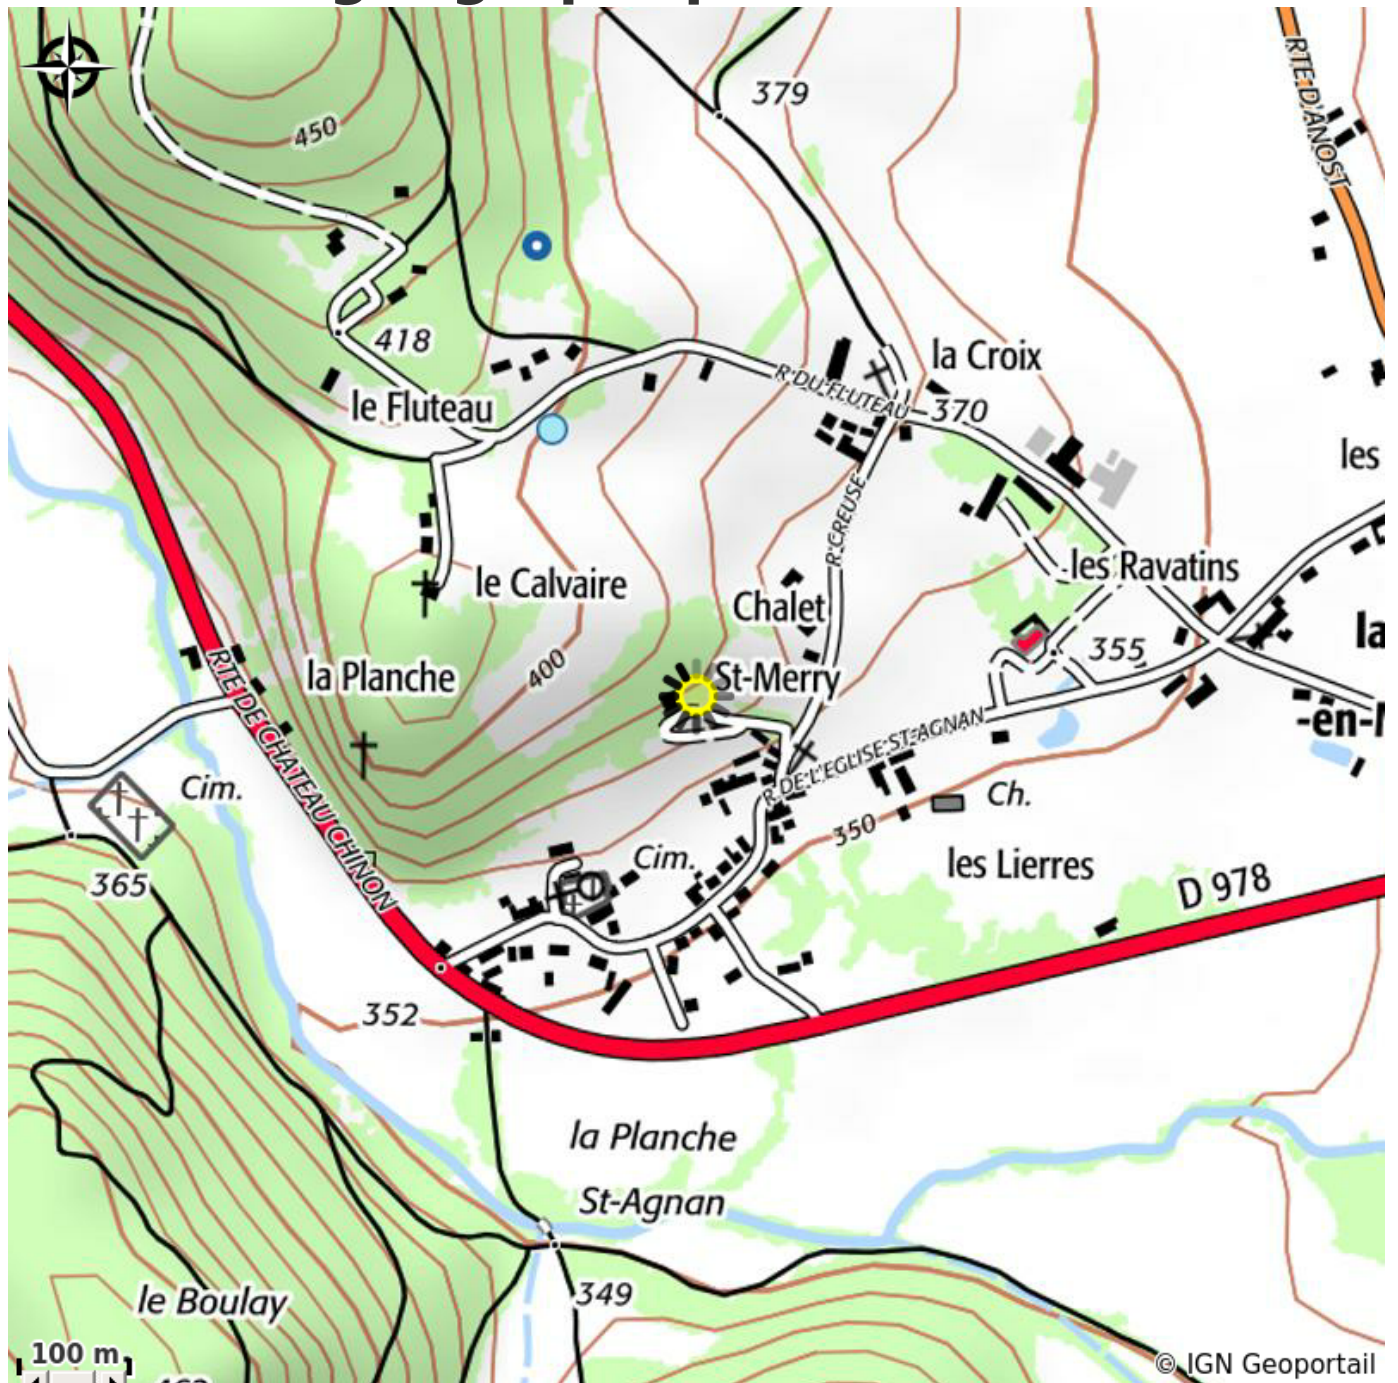 379
RTE D'ANOST
450
418
la Croix
R DU FLUTEAU
370
le Fluteau
les
R CREUSE
les Ravatins
le Calvaire
Chalet
la
355
St-Merry
la Planche
400
-en-
RTE DE CHATEAU CHINON
R DE L'EGLISE ST-AGNAN
Cim.
Ch.
350
Cim.
les Lierres
365
D 978
352
la Planche
St-Agnan
le Boulay
349
100 m
© IGN Geoportail